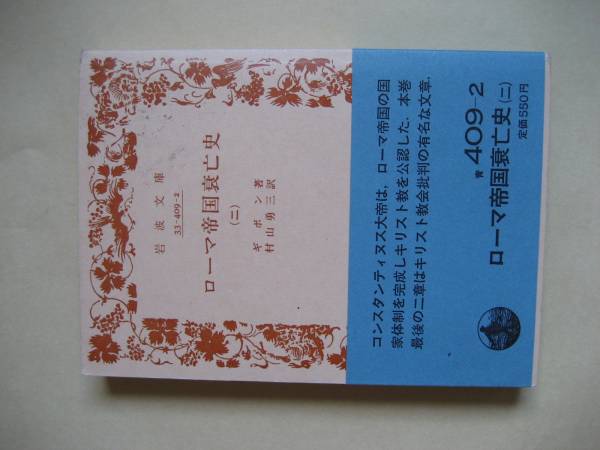 岩波文庫
33-409-2
ローマ帝国衰亡史
(二)
ギボン著
村山勇三訳
コンスタンティヌス大帝は，ローマ帝国の国
家体制を完成しキリスト教を公認した．本巻
最後の二章はキリスト教会批判の有名な文章．
青 409-2
ローマ帝国衰亡史(二)
定価550円